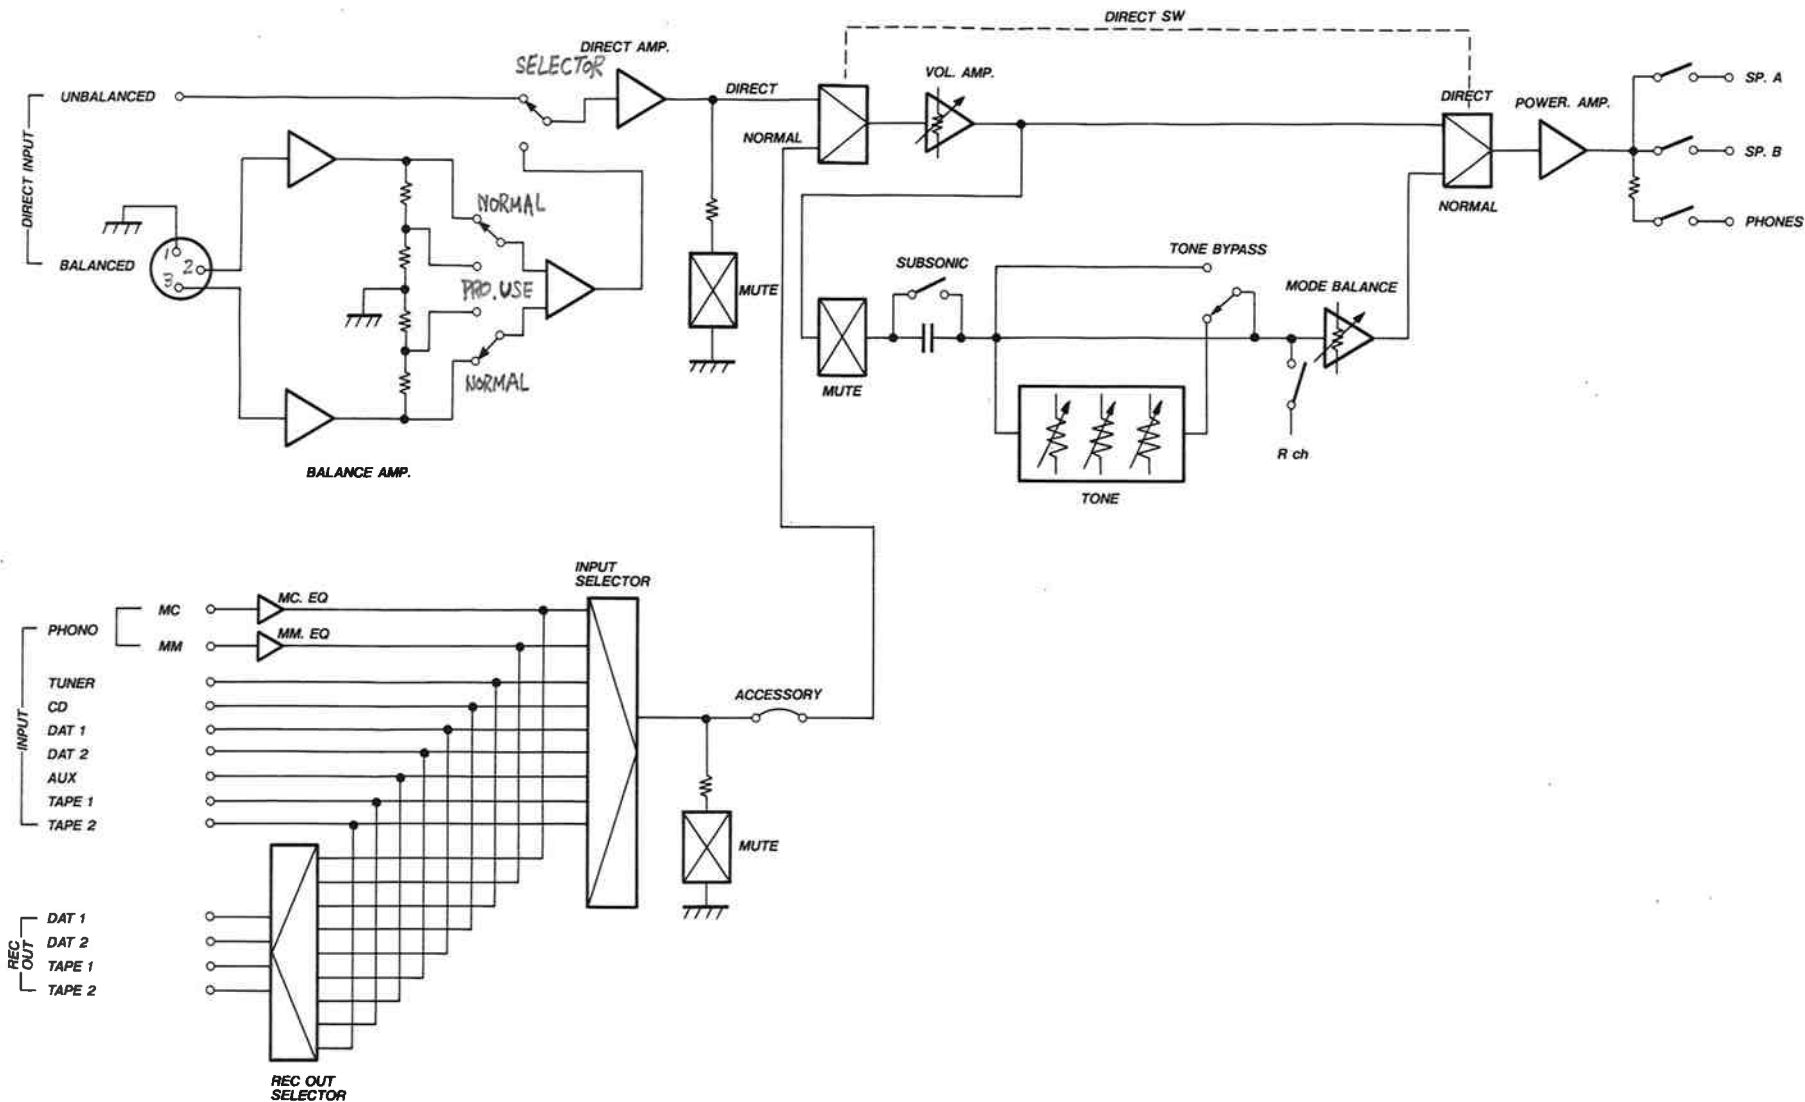 DIRECT SW
DIRECT AMP.
SELECTOR
VOL. AMP.
DIRECT
NORMAL
DIRECT
NORMAL
POWER. AMP.
SP. A
SP. B
PHONES
DIRECT INPUT
UNBALANCED
BALANCED
1
2
3
NORMAL
PRO. USE
NORMAL
BALANCE AMP.
MUTE
MUTE
SUBSONIC
TONE BYPASS
MODE BALANCE
TONE
R ch
INPUT
SELECTOR
INPUT
PHONO
MC
MM
MC. EQ
MM. EQ
TUNER
CD
DAT 1
DAT 2
AUX
TAPE 1
TAPE 2
ACCESSORY
MUTE
REC
OUT
DAT 1
DAT 2
TAPE 1
TAPE 2
REC OUT
SELECTOR